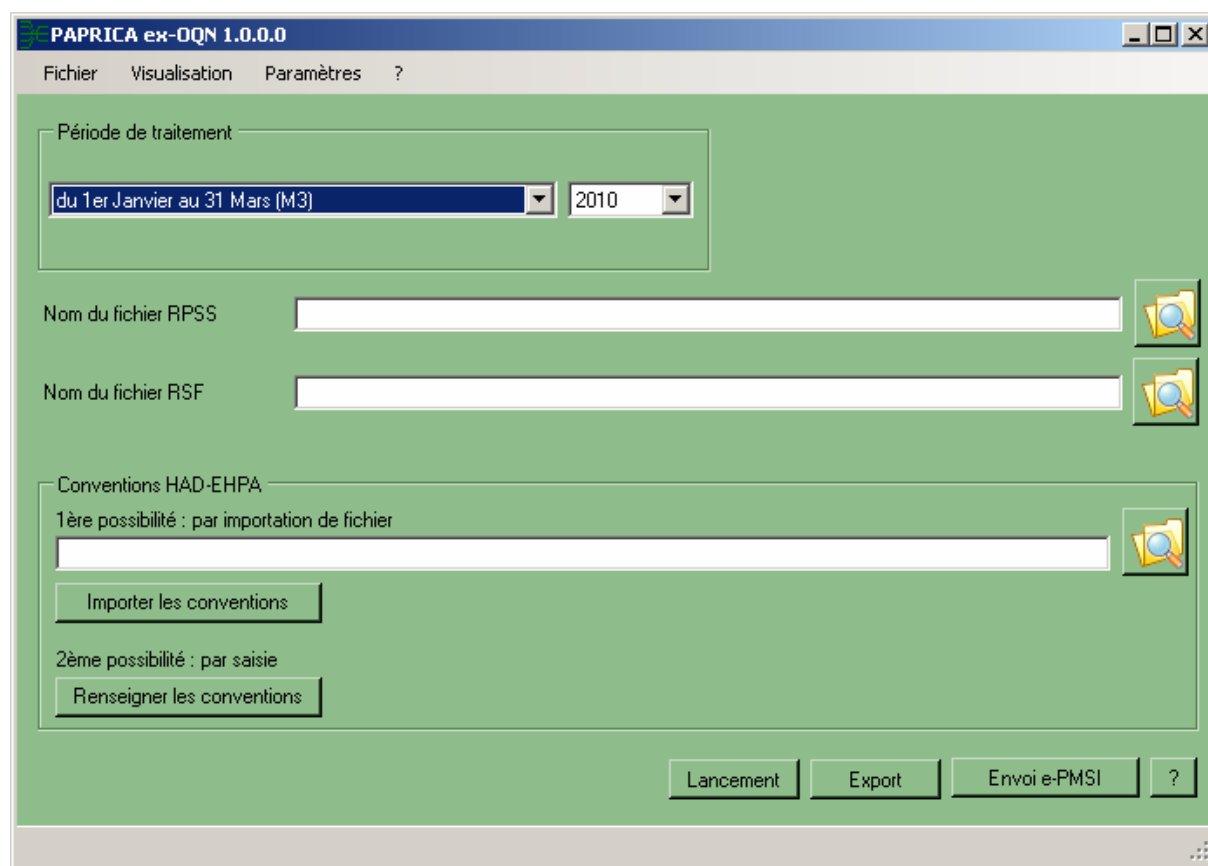 PAPRICA ex-OQN 1.0.0.0
Fichier Visualisation Paramètres ?
Période de traitement
du 1er Janvier au 31 Mars (M3) 2010
Nom du fichier RPSS
Nom du fichier RSF
Conventions HAD-EHPA
1ère possibilité : par importation de fichier
Importer les conventions
2ème possibilité : par saisie
Renseigner les conventions
Lancement Export Envoi e-PMSI ?